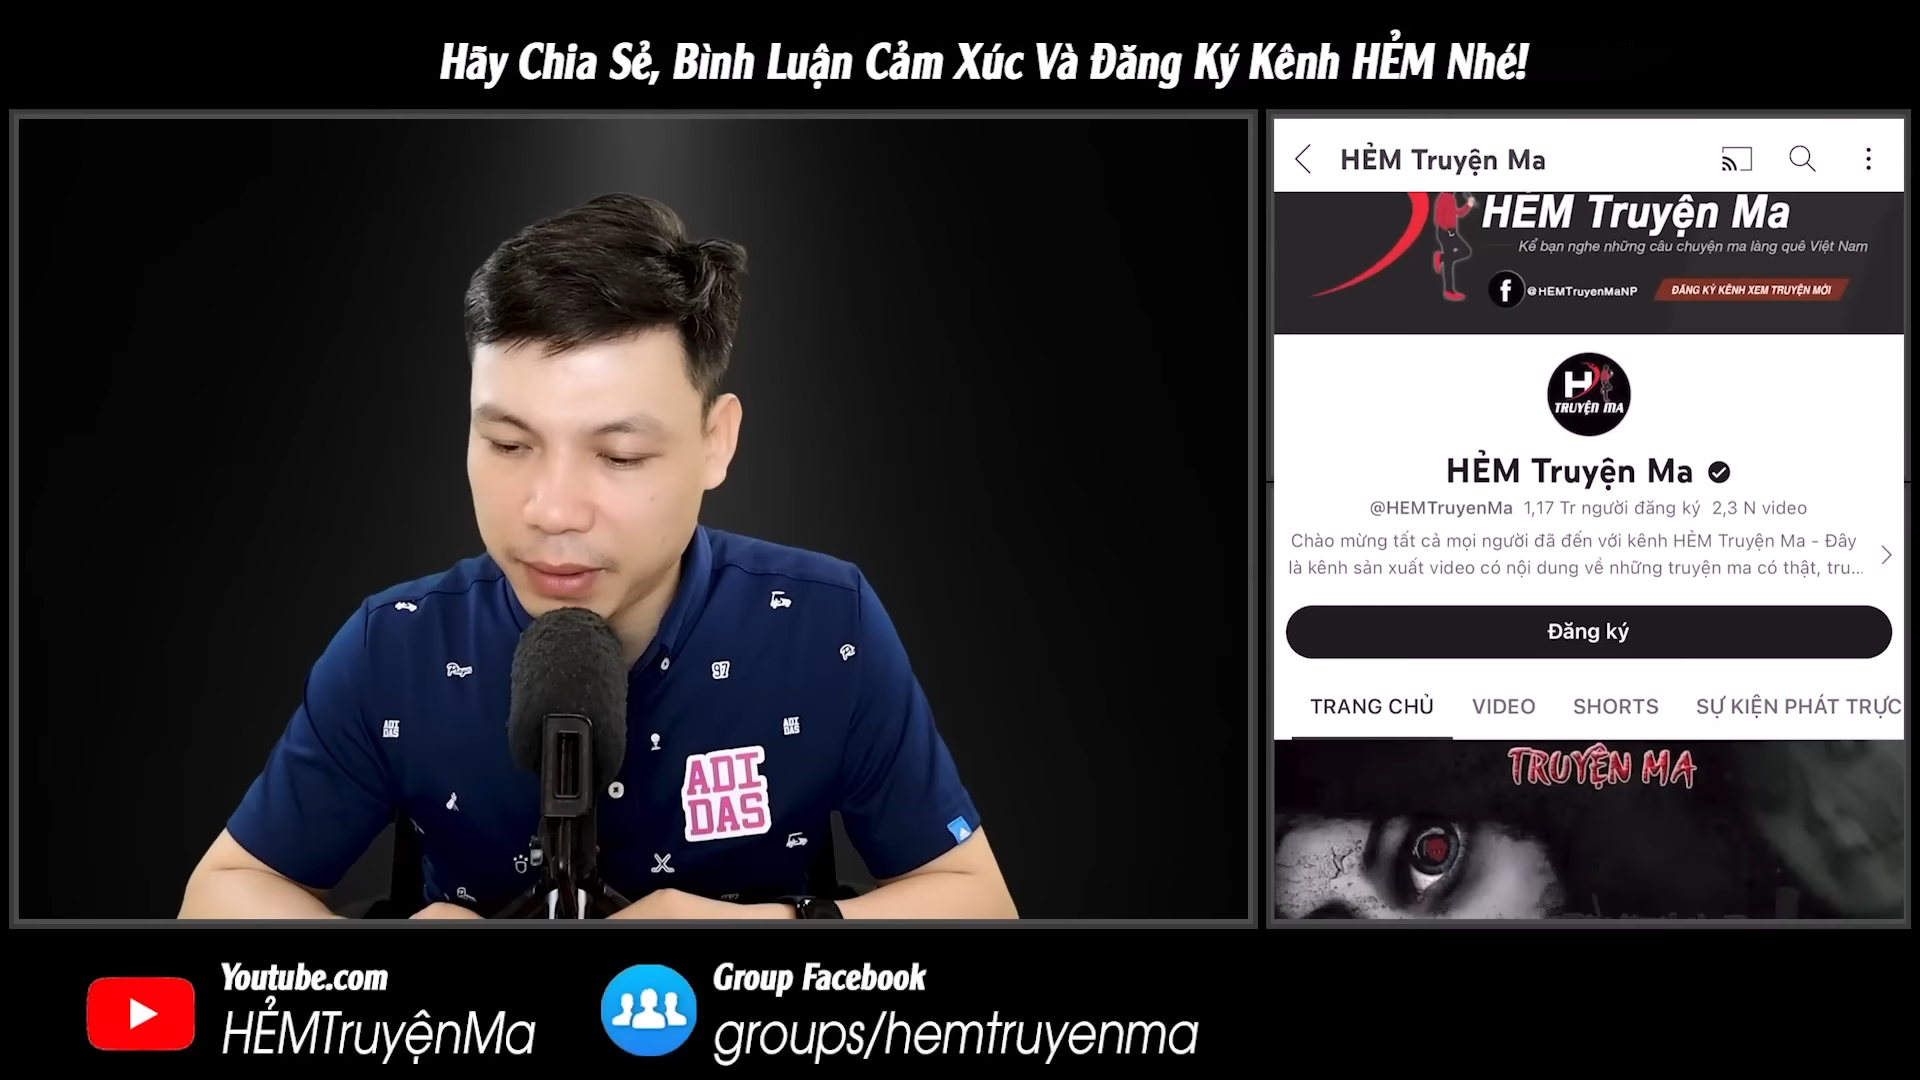 Hãy Chia Sẻ, Bình Luận Cảm Xúc Và Đăng Ký Kênh HẺM Nhé!
HẺM Truyện Ma
HẺM Truyện Ma
Kể bạn nghe những câu chuyện ma làng quê Việt Nam
@HEMTruyenMaNP
ĐĂNG KÝ KÊNH XEM TRUYỆN MỚI
H
TRUYỆN MA
HẺM Truyện Ma
@HEMTruyenMa 1,17 Tr người đăng ký 2,3 N video
Chào mừng tất cả mọi người đã đến với kênh HẺM Truyện Ma - Đây
là kênh sản xuất video có nội dung về những truyện ma có thật, tru...
Đăng ký
TRANG CHỦ VIDEO SHORTS SỰ KIỆN PHÁT TRỰC
TRUYỆN MA
97
ADI
DAS
ADI
DAS
ADI
DAS
Youtube.com
HẺMTruyệnMa
Group Facebook
groups/hemtruyenma